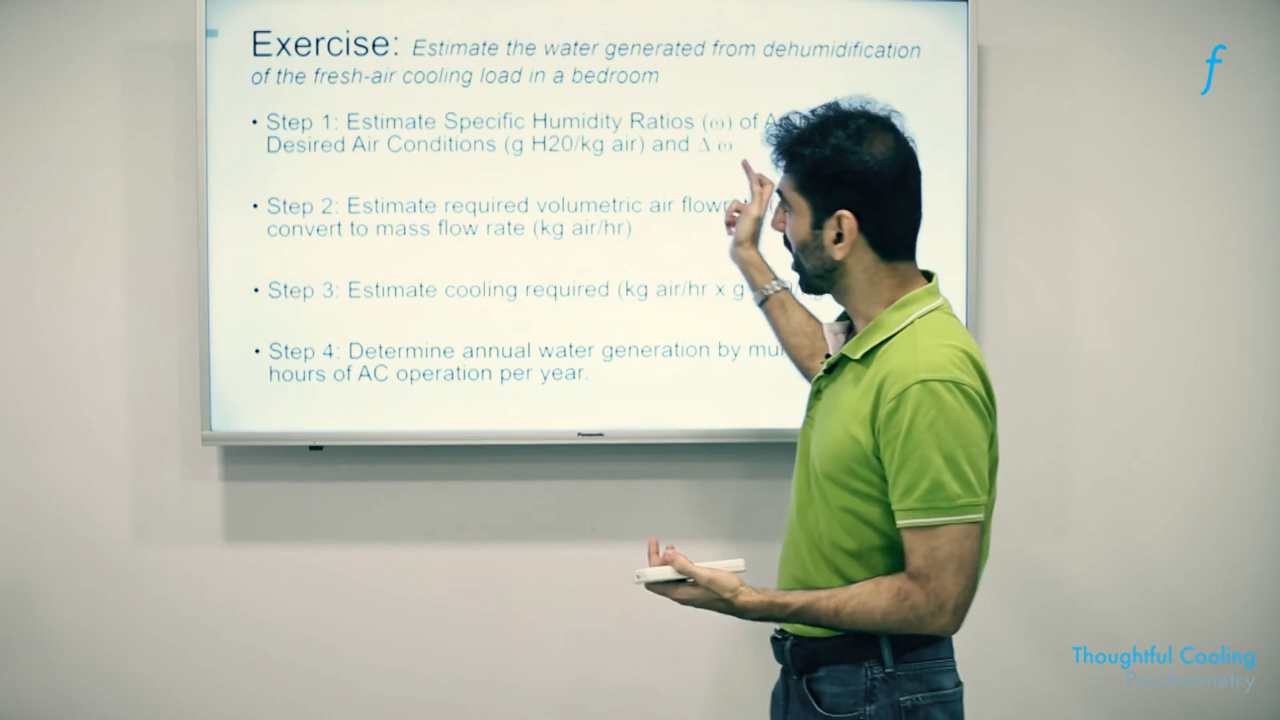 Exercise: Estimate the water generated from dehumidification
of the fresh-air cooling load in a bedroom
• Step 1: Estimate Specific Humidity Ratios (ω) of
Desired Air Conditions (g H20/kg air) and Δ ω
• Step 2: Estimate required volumetric air
convert to mass flow rate (kg air/hr)
• Step 3: Estimate cooling required (kg air/hr x g
• Step 4: Determine annual water generation by
hours of AC operation per year.
Panasonic
f
Thoughtful Cooling
Psychrometry